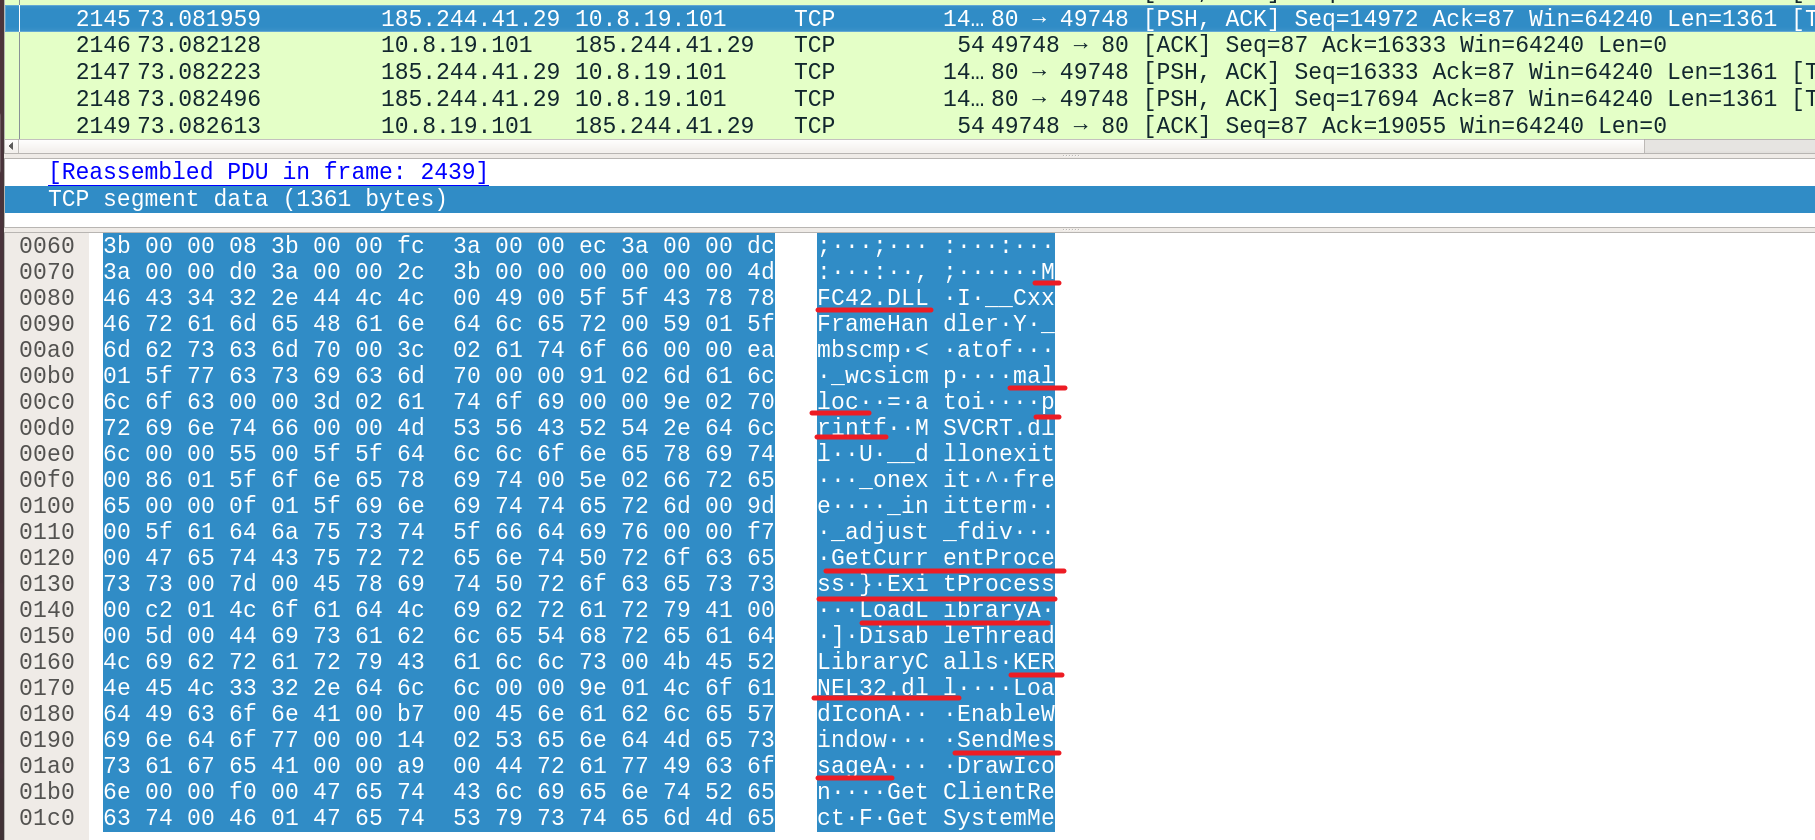 2145 73.081959 185.244.41.29 10.8.19.101 TCP 14… 80 → 49748 [PSH, ACK] Seq=14972 Ack=87 Win=64240 Len=1361 [T
2146 73.082128 10.8.19.101 185.244.41.29 TCP 54 49748 → 80 [ACK] Seq=87 Ack=16333 Win=64240 Len=0
2147 73.082223 185.244.41.29 10.8.19.101 TCP 14… 80 → 49748 [PSH, ACK] Seq=16333 Ack=87 Win=64240 Len=1361 [T
2148 73.082496 185.244.41.29 10.8.19.101 TCP 14… 80 → 49748 [PSH, ACK] Seq=17694 Ack=87 Win=64240 Len=1361 [T
2149 73.082613 10.8.19.101 185.244.41.29 TCP 54 49748 → 80 [ACK] Seq=87 Ack=19055 Win=64240 Len=0
[Reassembled PDU in frame: 2439]
TCP segment data (1361 bytes)
0060 3b 00 00 08 3b 00 00 fc 3a 00 00 ec 3a 00 00 dc ;···;··· :···:···
0070 3a 00 00 d0 3a 00 00 2c 3b 00 00 00 00 00 00 4d :···:··, ;······M
0080 46 43 34 32 2e 44 4c 4c 00 49 00 5f 5f 43 78 78 FC42.DLL ·I·__Cxx
0090 46 72 61 6d 65 48 61 6e 64 6c 65 72 00 59 01 5f FrameHan dler·Y·_
00a0 6d 62 73 63 6d 70 00 3c 02 61 74 6f 66 00 00 ea mbscmp·< ·atof···
00b0 01 5f 77 63 73 69 63 6d 70 00 00 91 02 6d 61 6c ·_wcsicm p····mal
00c0 6c 6f 63 00 00 3d 02 61 74 6f 69 00 00 9e 02 70 loc··=·a toi····p
00d0 72 69 6e 74 66 00 00 4d 53 56 43 52 54 2e 64 6c rintf··M SVCRT.dl
00e0 6c 00 00 55 00 5f 5f 64 6c 6c 6f 6e 65 78 69 74 l··U·__d llonexit
00f0 00 86 01 5f 6f 6e 65 78 69 74 00 5e 02 66 72 65 ···_onex it·^·fre
0100 65 00 00 0f 01 5f 69 6e 69 74 74 65 72 6d 00 9d e····_in itterm··
0110 00 5f 61 64 6a 75 73 74 5f 66 64 69 76 00 00 f7 ·_adjust _fdiv···
0120 00 47 65 74 43 75 72 72 65 6e 74 50 72 6f 63 65 ·GetCurr entProce
0130 73 73 00 7d 00 45 78 69 74 50 72 6f 63 65 73 73 ss·}·Exi tProcess
0140 00 c2 01 4c 6f 61 64 4c 69 62 72 61 72 79 41 00 ···LoadL ibraryA·
0150 00 5d 00 44 69 73 61 62 6c 65 54 68 72 65 61 64 ·]·Disab leThread
0160 4c 69 62 72 61 72 79 43 61 6c 6c 73 00 4b 45 52 LibraryC alls·KER
0170 4e 45 4c 33 32 2e 64 6c 6c 00 00 9e 01 4c 6f 61 NEL32.dl l····Loa
0180 64 49 63 6f 6e 41 00 b7 00 45 6e 61 62 6c 65 57 dIconA·· ·EnableW
0190 69 6e 64 6f 77 00 00 14 02 53 65 6e 64 4d 65 73 indow··· ·SendMes
01a0 73 61 67 65 41 00 00 a9 00 44 72 61 77 49 63 6f sageA··· ·DrawIco
01b0 6e 00 00 f0 00 47 65 74 43 6c 69 65 6e 74 52 65 n····Get ClientRe
01c0 63 74 00 46 01 47 65 74 53 79 73 74 65 6d 4d 65 ct·F·Get SystemMe